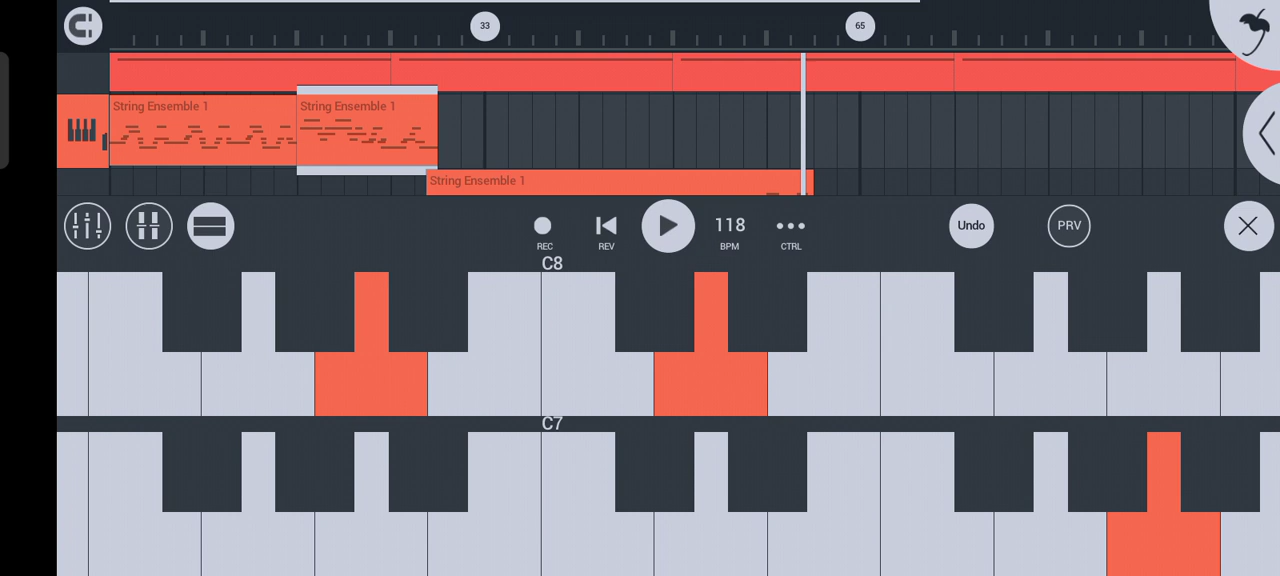 33
65
String Ensemble 1
String Ensemble 1
String Ensemble 1
118
Undo
PRV
REC
REV
BPM
CTRL
C8
C7